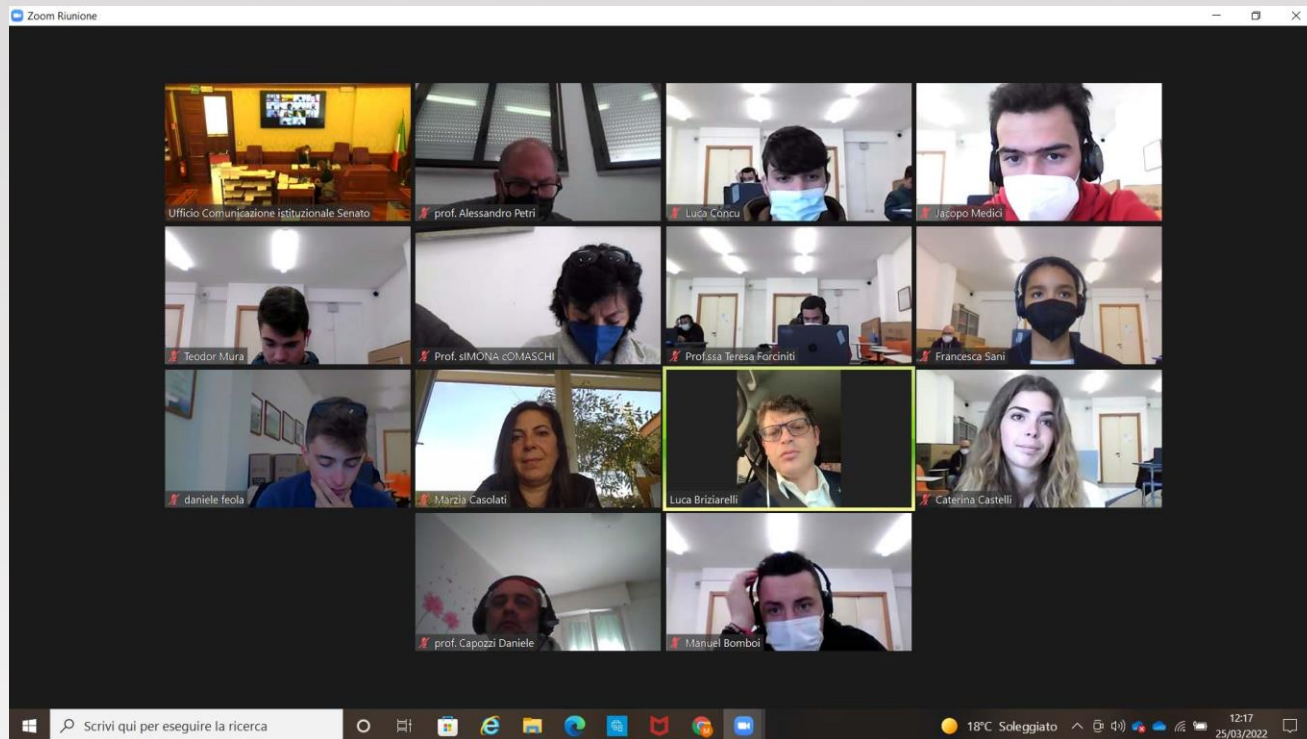 Zoom Riunione
Ufficio Comunicazione istituzionale Senato
prof. Alessandro Petri
Luca Concu
Jacopo Medici
Teodor Mura
Prof. sIMONA cOMASCHI
Prof.ssa Teresa Forciniti
Francesca Sani
daniele feola
Marzia Casolati
Luca Briziarelli
Caterina Castelli
prof. Capozzi Daniele
Manuel Bomboi
Scrivi qui per eseguire la ricerca
18°C Soleggiato
12:17
25/03/2022